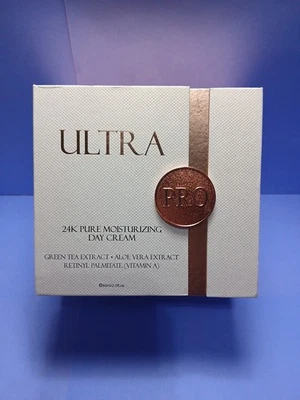 ULTRA
PRO
24K PURE MOISTURIZING
DAY CREAM
GREEN TEA EXTRACT • ALOE VERA EXTRACT
RETINYL PALMITATE (VITAMIN A)